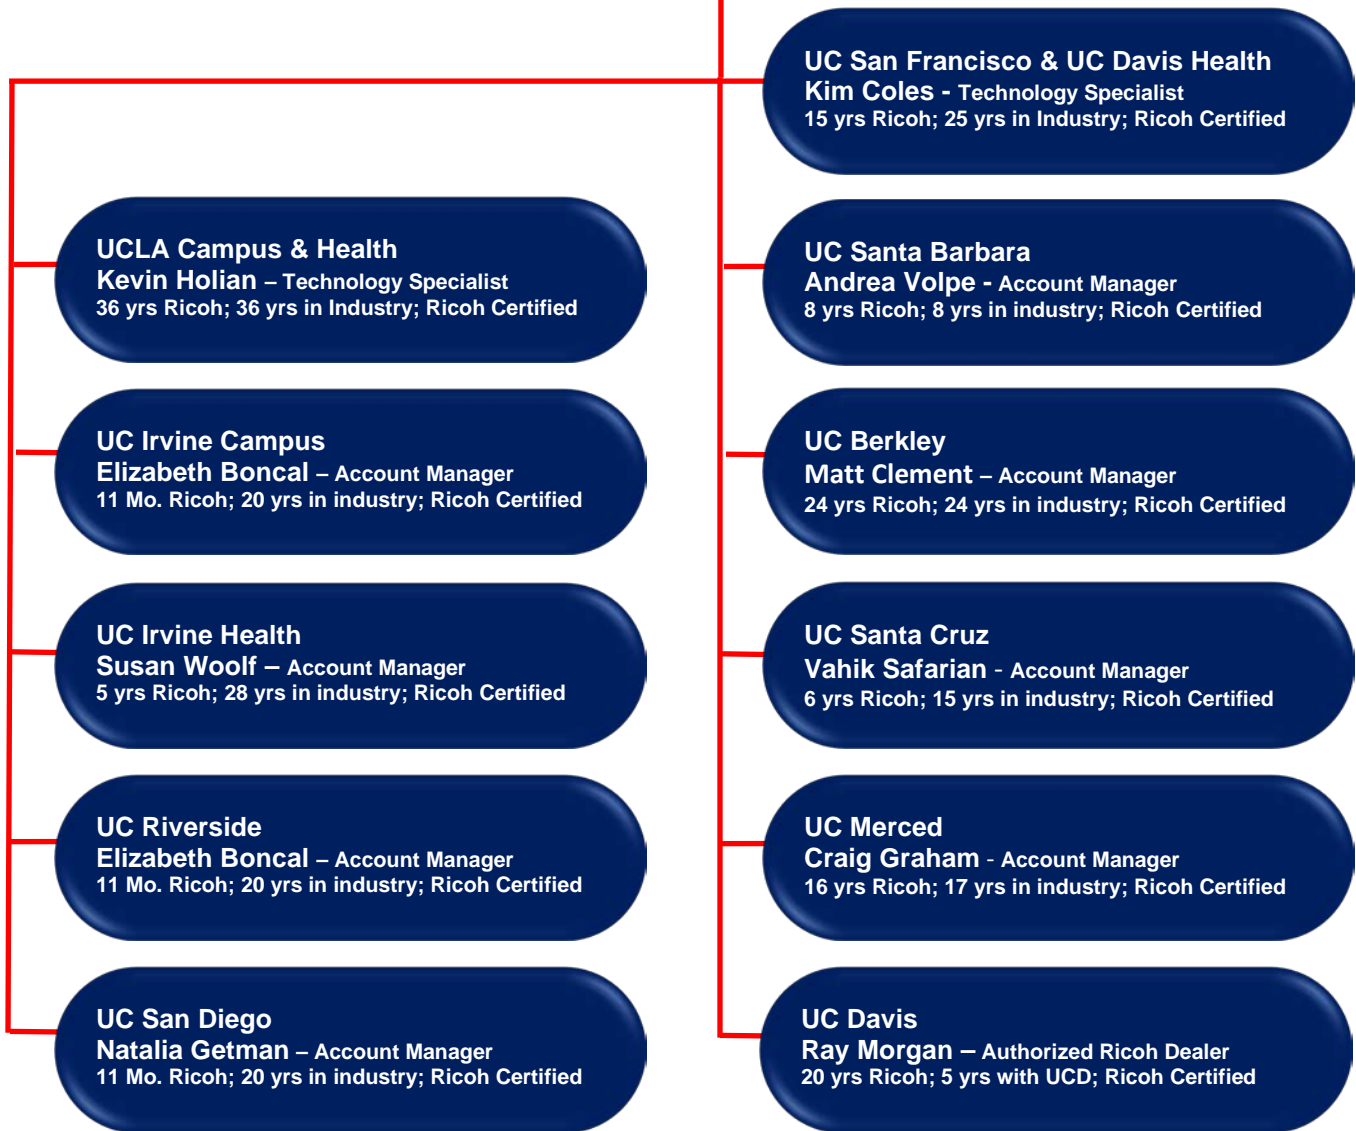 UC San Francisco & UC Davis Health
Kim Coles - Technology Specialist
15 yrs Ricoh; 25 yrs in Industry; Ricoh Certified
UCLA Campus & Health
Kevin Holian – Technology Specialist
36 yrs Ricoh; 36 yrs in Industry; Ricoh Certified
UC Santa Barbara
Andrea Volpe - Account Manager
8 yrs Ricoh; 8 yrs in industry; Ricoh Certified
UC Irvine Campus
Elizabeth Boncal – Account Manager
11 Mo. Ricoh; 20 yrs in industry; Ricoh Certified
UC Berkley
Matt Clement – Account Manager
24 yrs Ricoh; 24 yrs in industry; Ricoh Certified
UC Irvine Health
Susan Woolf – Account Manager
5 yrs Ricoh; 28 yrs in industry; Ricoh Certified
UC Santa Cruz
Vahik Safarian - Account Manager
6 yrs Ricoh; 15 yrs in industry; Ricoh Certified
UC Riverside
Elizabeth Boncal – Account Manager
11 Mo. Ricoh; 20 yrs in industry; Ricoh Certified
UC Merced
Craig Graham - Account Manager
16 yrs Ricoh; 17 yrs in industry; Ricoh Certified
UC San Diego
Natalia Getman – Account Manager
11 Mo. Ricoh; 20 yrs in industry; Ricoh Certified
UC Davis
Ray Morgan – Authorized Ricoh Dealer
20 yrs Ricoh; 5 yrs with UCD; Ricoh Certified